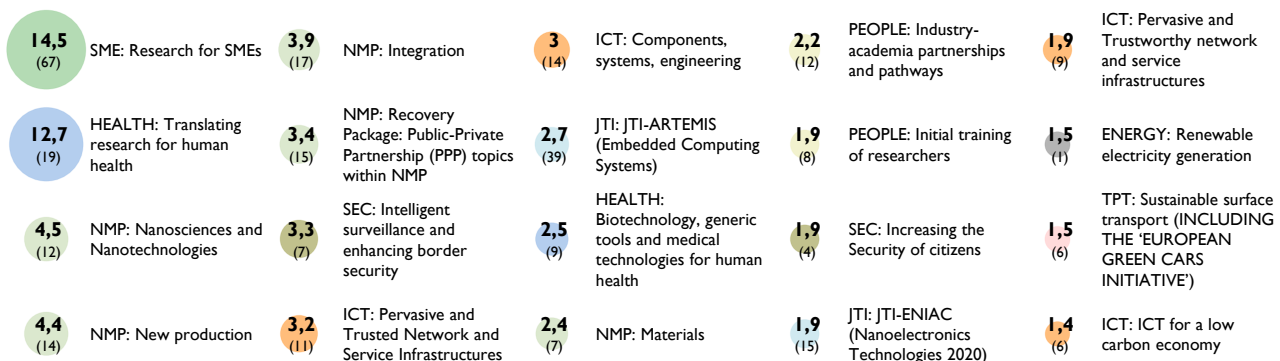 14,5
(67)
SME: Research for SMEs
12,7
(19)
HEALTH: Translating
research for human
health
4,5
(12)
NMP: Nanosciences and
Nanotechnologies
4,4
(14)
NMP: New production
3,9
(17)
NMP: Integration
3,4
(15)
NMP: Recovery
Package: Public-Private
Partnership (PPP) topics
within NMP
3,3
(7)
SEC: Intelligent
surveillance and
enhancing border
security
3,2
(11)
ICT: Pervasive and
Trusted Network and
Service Infrastructures
3
(14)
ICT: Components,
systems, engineering
2,7
(39)
JTI: JTI-ARTEMIS
(Embedded Computing
Systems)
2,5
(9)
HEALTH:
Biotechnology, generic
tools and medical
technologies for human
health
2,4
(7)
NMP: Materials
2,2
(12)
PEOPLE: Industry-
academia partnerships
and pathways
1,9
(8)
PEOPLE: Initial training
of researchers
1,9
(4)
SEC: Increasing the
Security of citizens
1,9
(15)
JTI: JTI-ENIAC
(Nanoelectronics
Technologies 2020)
1,9
(9)
ICT: Pervasive and
Trustworthy network
and service
infrastructures
1,5
(1)
ENERGY: Renewable
electricity generation
1,5
(6)
TPT: Sustainable surface
transport (INCLUDING
THE ‘EUROPEAN
GREEN CARS
INITIATIVE’)
1,4
(6)
ICT: ICT for a low
carbon economy